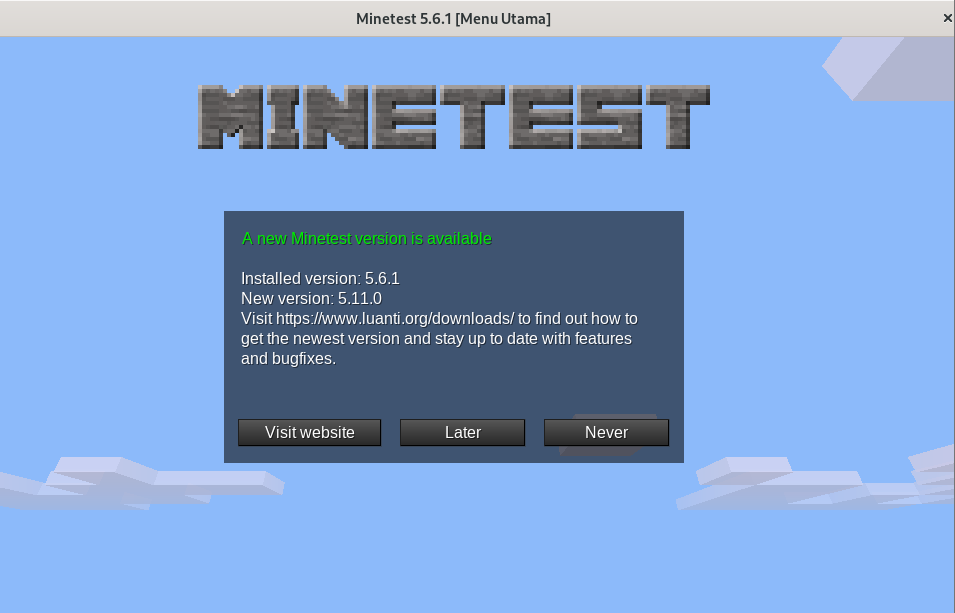 Minetest 5.6.1 [Menu Utama]
MINETEST
A new Minetest version is available
Installed version: 5.6.1
New version: 5.11.0
Visit https://www.luanti.org/downloads/ to find out how to
get the newest version and stay up to date with features
and bugfixes.
Visit website
Later
Never